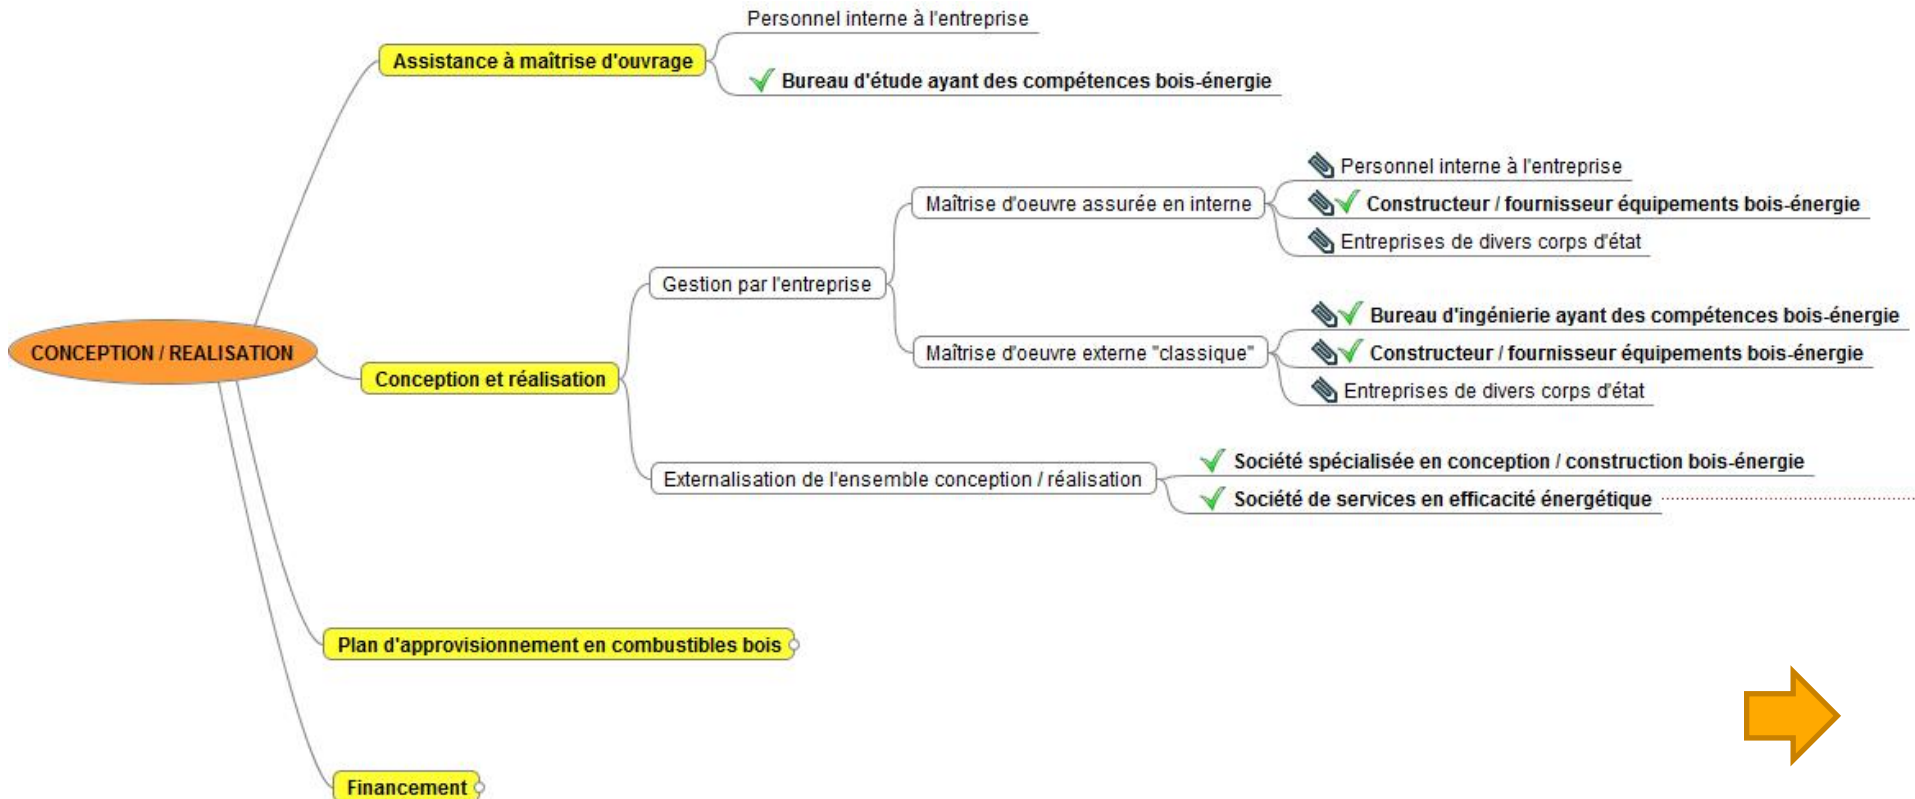 Personnel interne à l'entreprise
Assistance à maîtrise d'ouvrage
Bureau d'étude ayant des compétences bois-énergie
Personnel interne à l'entreprise
Maîtrise d'oeuvre assurée en interne
Constructeur / fournisseur équipements bois-énergie
Entreprises de divers corps d'état
Gestion par l'entreprise
Bureau d'ingénierie ayant des compétences bois-énergie
CONCEPTION / REALISATION
Maîtrise d'oeuvre externe "classique"
Constructeur / fournisseur équipements bois-énergie
Conception et réalisation
Entreprises de divers corps d'état
Société spécialisée en conception / construction bois-énergie
Externalisation de l'ensemble conception / réalisation
Société de services en efficacité énergétique
Plan d'approvisionnement en combustibles bois
Financement